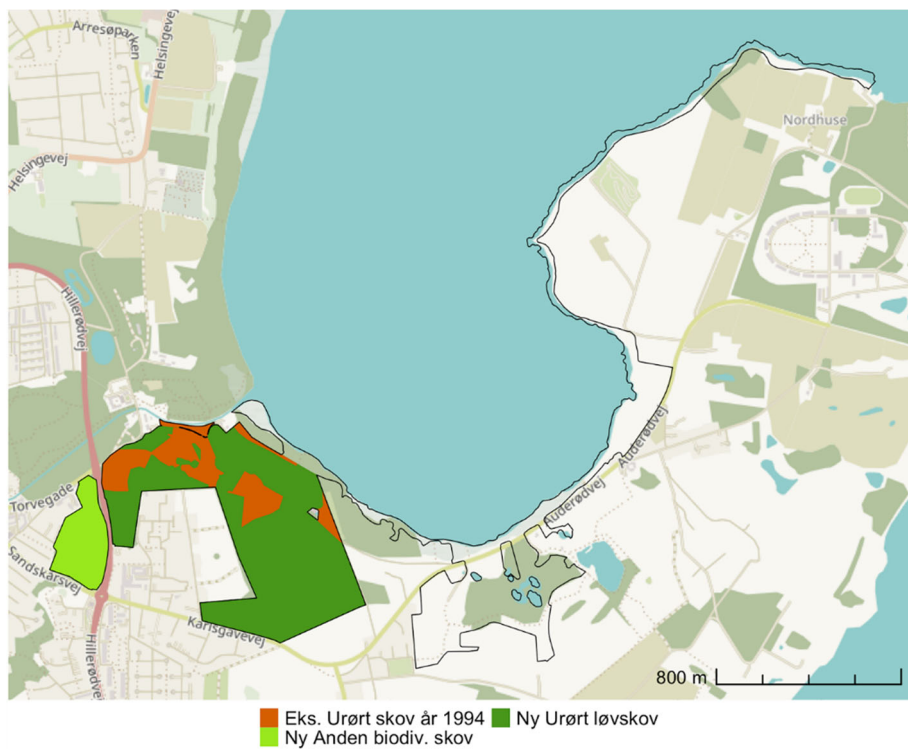 Arresøparken
Helsingevej
Helsingevej
Nordhuse
Hillerødvej
Auderødvej
Auderødvej
Torvegade
Sandskårsvej
Karlsgavevej
Hillerødvej
800 m
Eks. Urørt skov år 1994
Ny Urørt løvskov
Ny Anden biodiv. skov